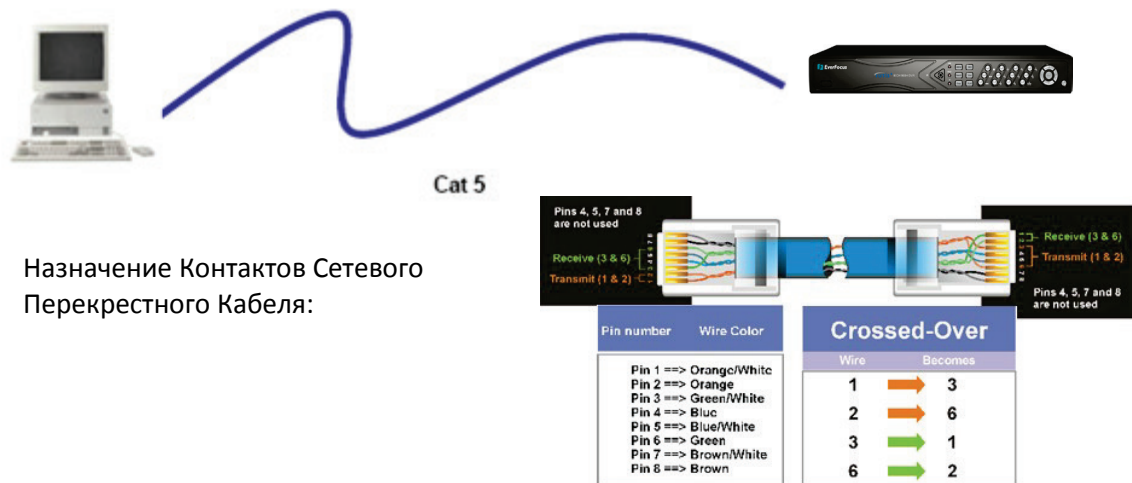 EverFocus
Cat 5
Назначение Контактов Сетевого
Перекрестного Кабеля:
Pins 4, 5, 7 and 8
are not used
Receive (3 & 6)
Transmit (1 & 2)
Receive (3 & 6)
Transmit (1 & 2)
Pins 4, 5, 7 and 8
are not used
Pin number Wire Color
Pin 1 ==> Orange/White
Pin 2 ==> Orange
Pin 3 ==> Green/White
Pin 4 ==> Blue
Pin 5 ==> Blue/White
Pin 6 ==> Green
Pin 7 ==> Brown/White
Pin 8 ==> Brown
Crossed-Over
Wire Becomes
1 3
2 6
3 1
6 2